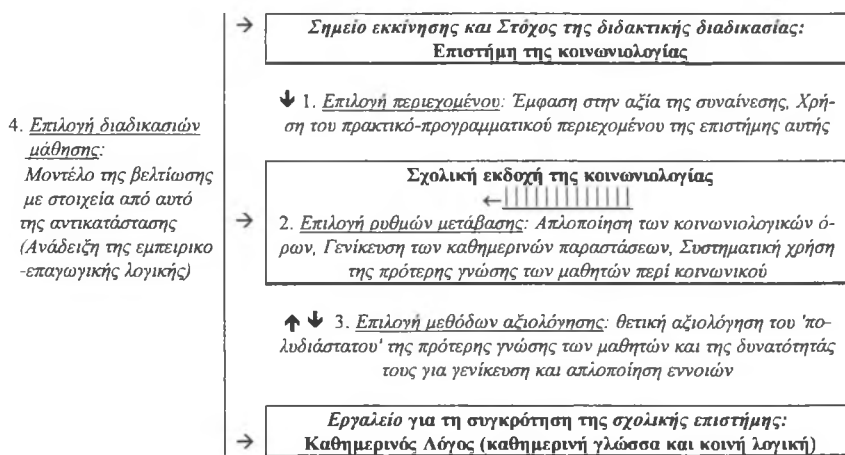 → Σημείο εκκίνησης και Στόχος της διδακτικής διαδικασίας:
Επιστήμη της κοινωνιολογίας
↓ 1. Επιλογή περιεχομένου: Έμφαση στην αξία της συναίνεσης, Χρή-
ση του πρακτικό-προγραμματικού περιεχομένου της επιστήμης αυτής
4. Επιλογή διαδικασιών
μάθησης:
Μοντέλο της βελτίωσης
με στοιχεία από αυτό
της αντικατάστασης
(Ανάδειξη της εμπειρικο
-επαγωγικής λογικής)
Σχολική εκδοχή της κοινωνιολογίας
→ 2. Επιλογή ρυθμών μετάβασης: Απλοποίηση των κοινωνιολογικών ό-
ρων, Γενίκευση των καθημερινών παραστάσεων, Συστηματική χρήση
της πρότερης γνώσης των μαθητών περί κοινωνικού
↑ ↓ 3. Επιλογή μεθόδων αξιολόγησης: θετική αξιολόγηση του 'πο-
λυδιάστατου' της πρότερης γνώσης των μαθητών και της δυνατότητάς
τους για γενίκευση και απλοποίηση εννοιών
Εργαλείο για τη συγκρότηση της σχολικής επιστήμης:
→ Καθημερινός Λόγος (καθημερινή γλώσσα και κοινή λογική)